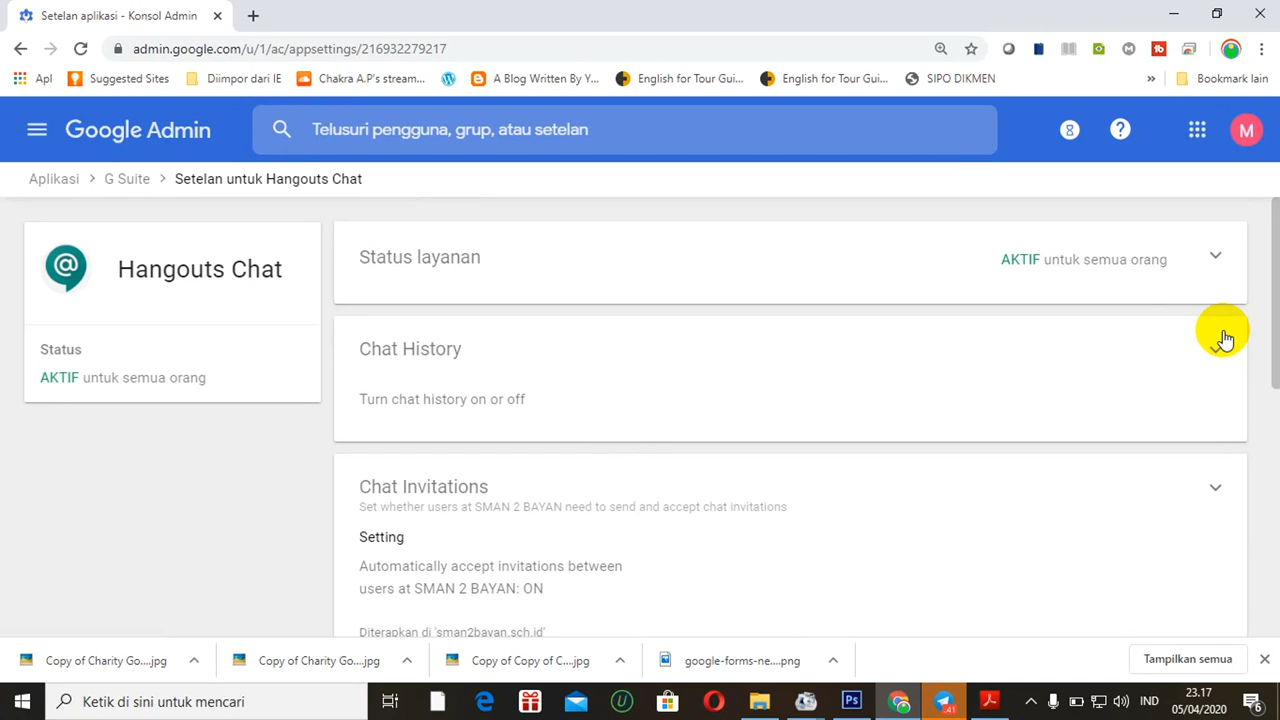 Setelan aplikasi - Konsol Admin
admin.google.com/u/1/ac/appsettings/216932279217
Apl Suggested Sites Diimpor dari IE Chakra A.P's stream... A Blog Written By Y... English for Tour Gui... English for Tour Gui... SIPO DIKMEN » Bookmark lain
Google Admin Telusuri pengguna, grup, atau setelan M
Aplikasi > G Suite > Setelan untuk Hangouts Chat
Hangouts Chat
Status
AKTIF untuk semua orang
Status layanan AKTIF untuk semua orang
Chat History
Turn chat history on or off
Chat Invitations
Set whether users at SMAN 2 BAYAN need to send and accept chat invitations
Setting
Automatically accept invitations between
users at SMAN 2 BAYAN: ON
Diterapkan di 'sman2bayan.sch.id'
Copy of Charity Go....jpg Copy of Charity Go....jpg Copy of Copy of C....jpg google-forms-ne....png Tampilkan semua
Ketik di sini untuk mencari IND 23.17
05/04/2020 6